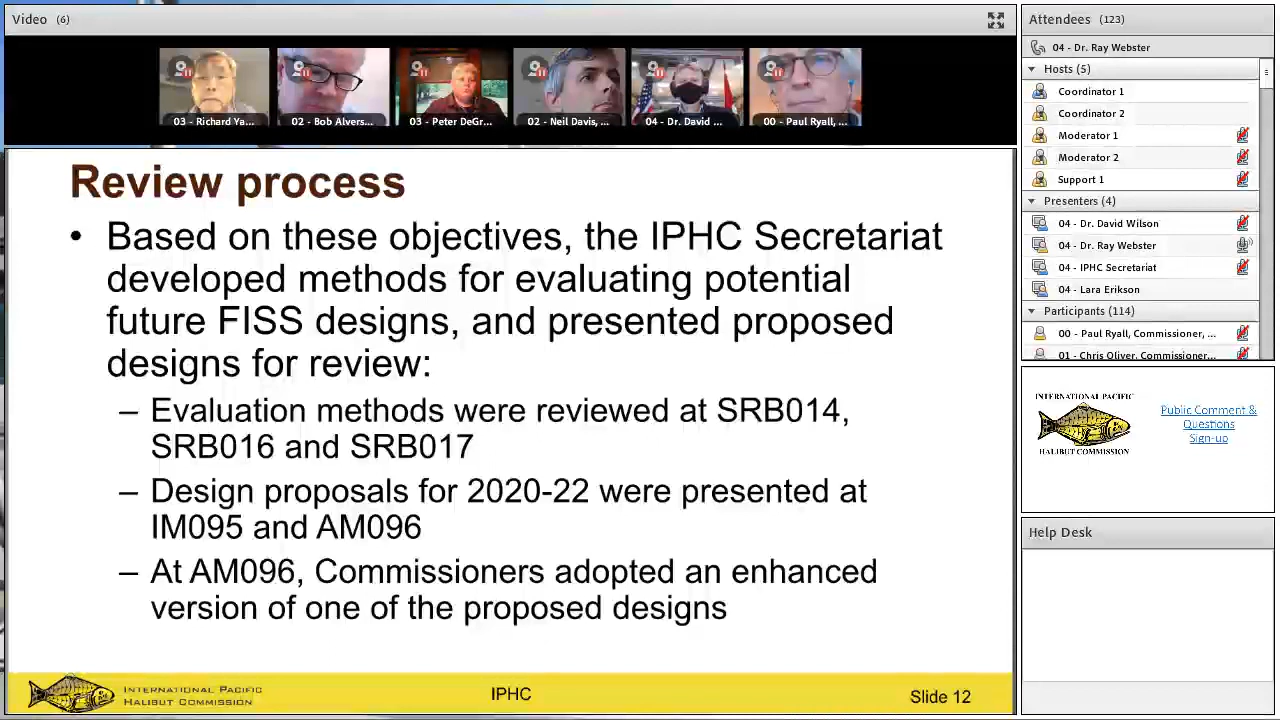 Video (6)
03 - Richard Ya...
02 - Bob Alvers...
03 - Peter DeGr...
02 - Neil Davis, ...
04 - Dr. David ...
00 - Paul Ryall, ...
Review process
• Based on these objectives, the IPHC Secretariat
developed methods for evaluating potential
future FISS designs, and presented proposed
designs for review:
– Evaluation methods were reviewed at SRB014,
SRB016 and SRB017
– Design proposals for 2020-22 were presented at
IM095 and AM096
– At AM096, Commissioners adopted an enhanced
version of one of the proposed designs
INTERNATIONAL PACIFIC
HALIBUT COMMISSION
IPHC
Slide 12
Attendees (123)
04 - Dr. Ray Webster
Hosts (5)
Coordinator 1
Coordinator 2
Moderator 1
Moderator 2
Support 1
Presenters (4)
04 - Dr. David Wilson
04 - Dr. Ray Webster
04 - IPHC Secretariat
04 - Lara Erikson
Participants (114)
00 - Paul Ryall, Commissioner, ...
01 - Chris Oliver, Commissioner...
INTERNATIONAL PACIFIC
HALIBUT COMMISSION
Public Comment &
Questions
Sign-up
Help Desk